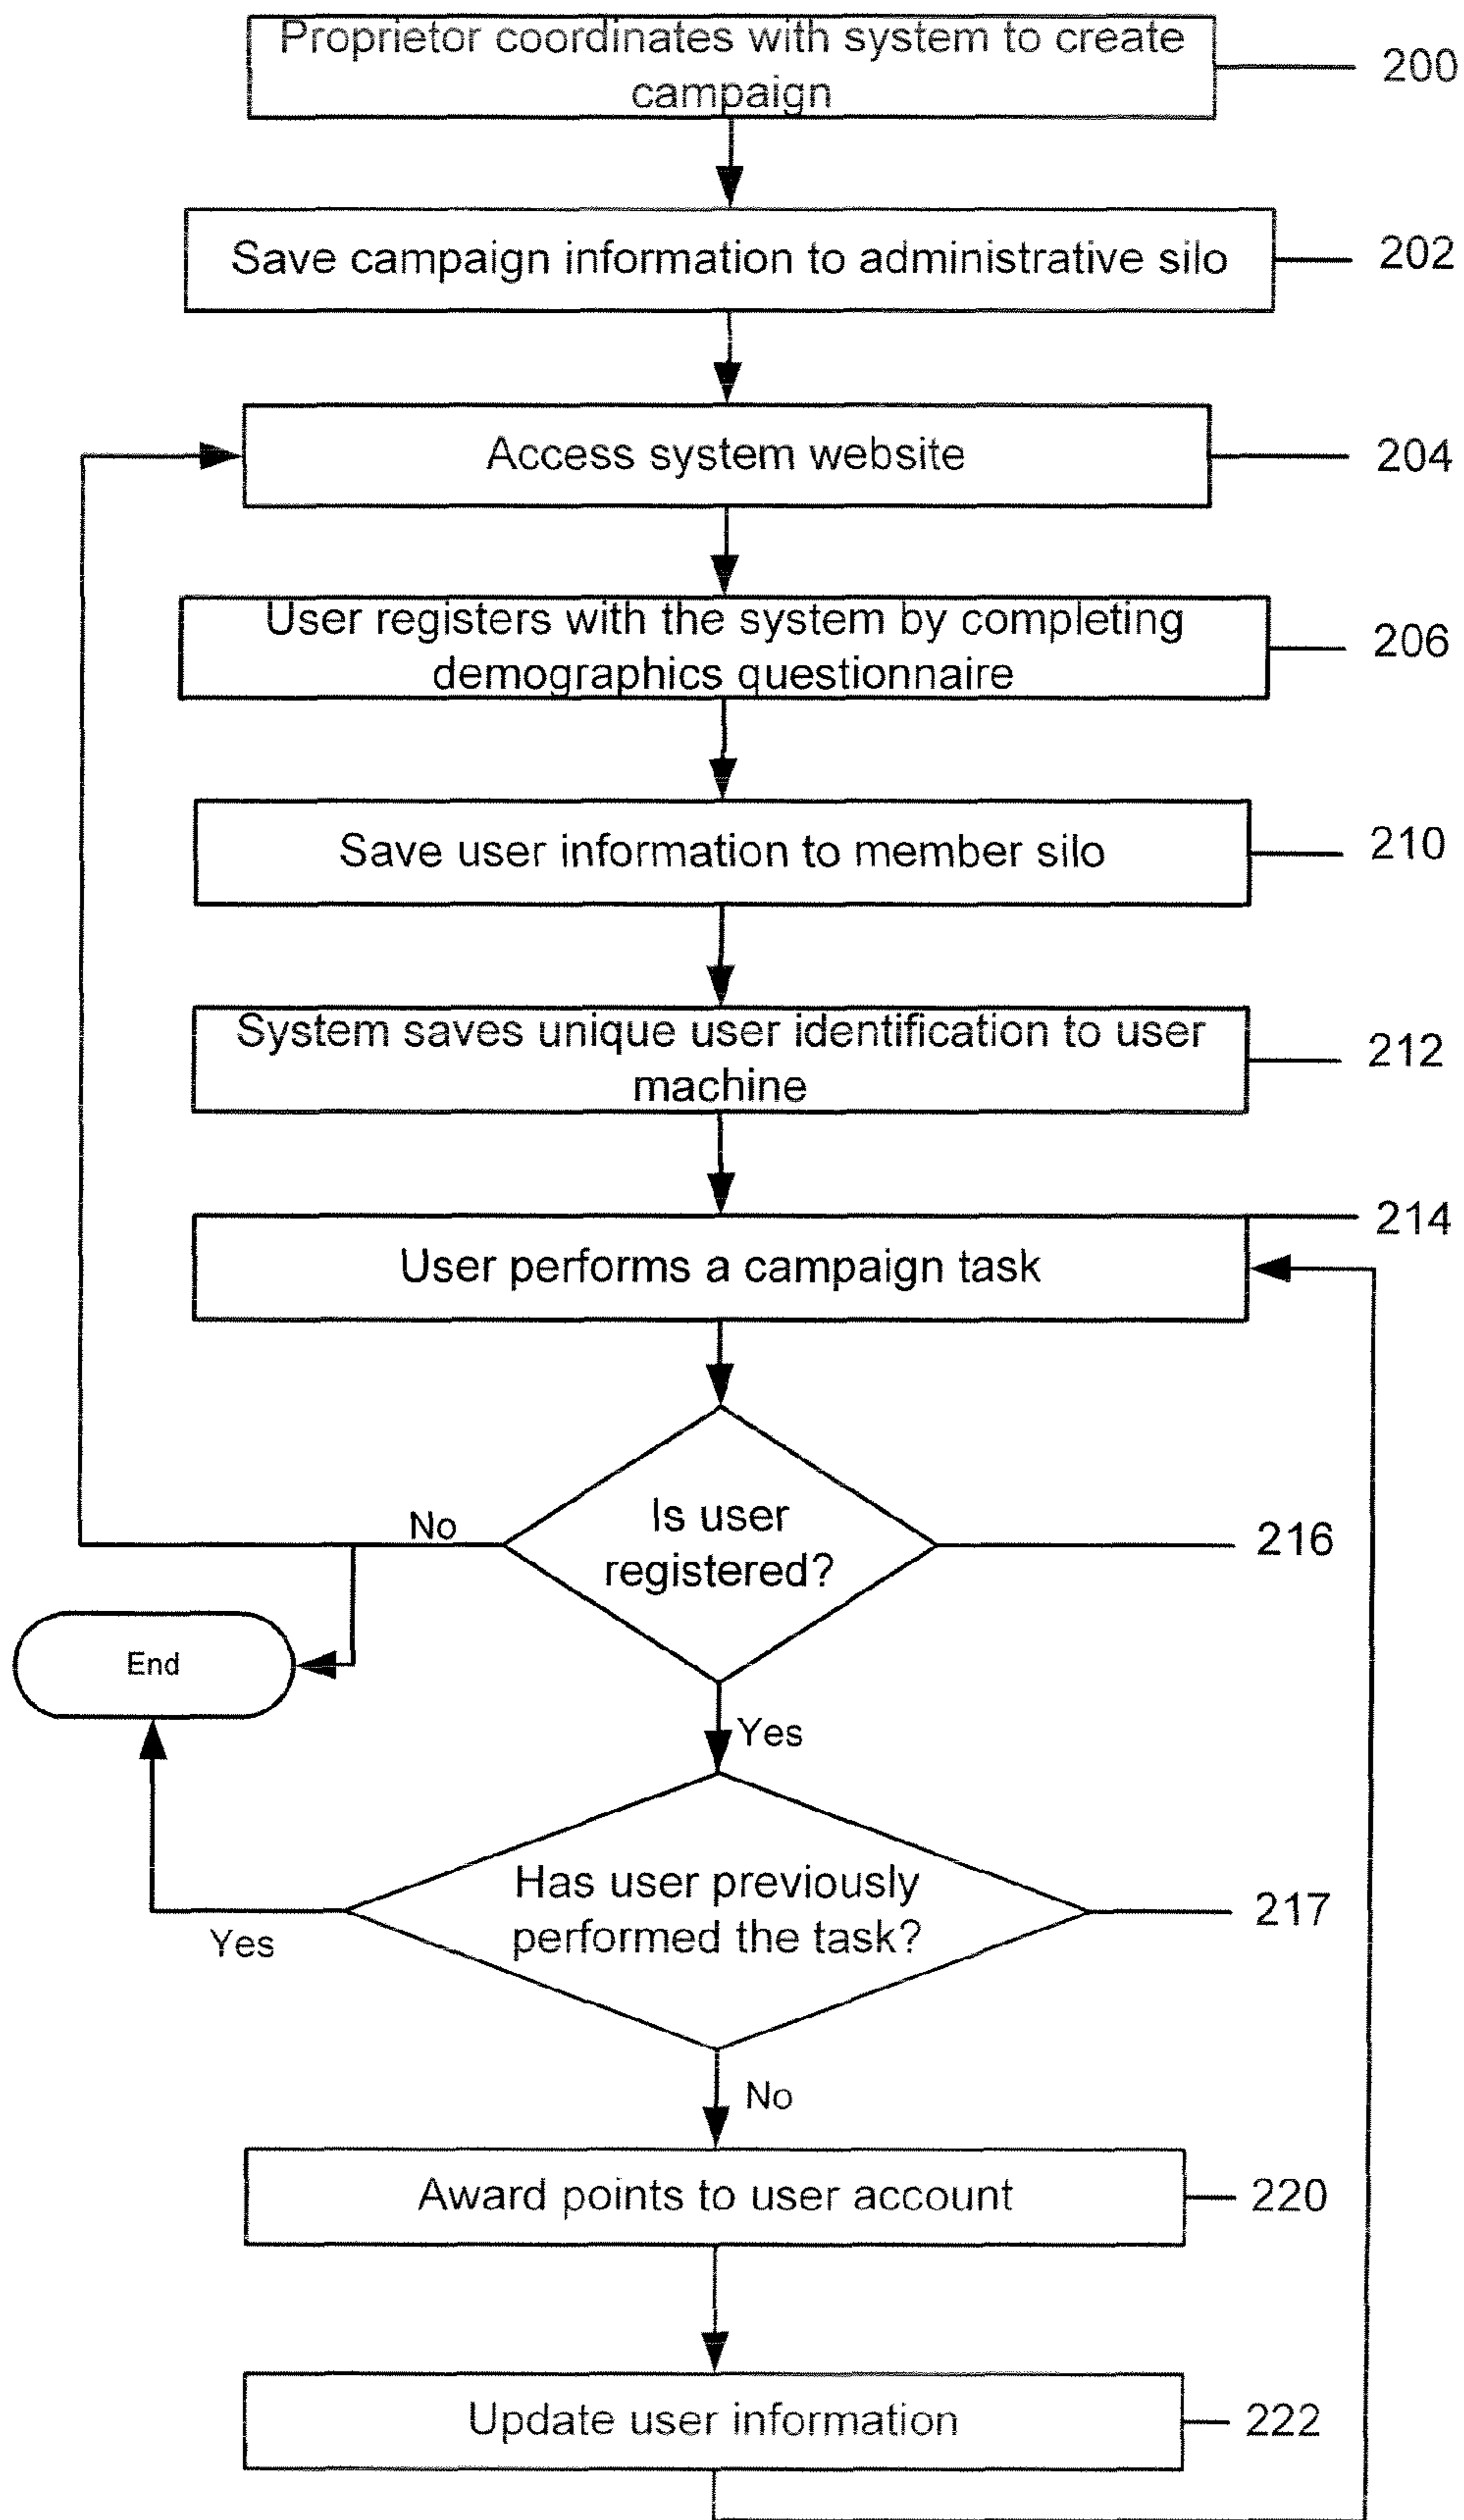 Proprietor coordinates with system to create
campaign
200
Save campaign information to administrative silo
202
Access system website
204
User registers with the system by completing
demographics questionnaire
206
Save user information to member silo
210
System saves unique user identification to user
machine
212
214
User performs a campaign task
No
Is user
registered?
216
End
Yes
Has user previously
performed the task?
217
Yes
No
Award points to user account
220
Update user information
222